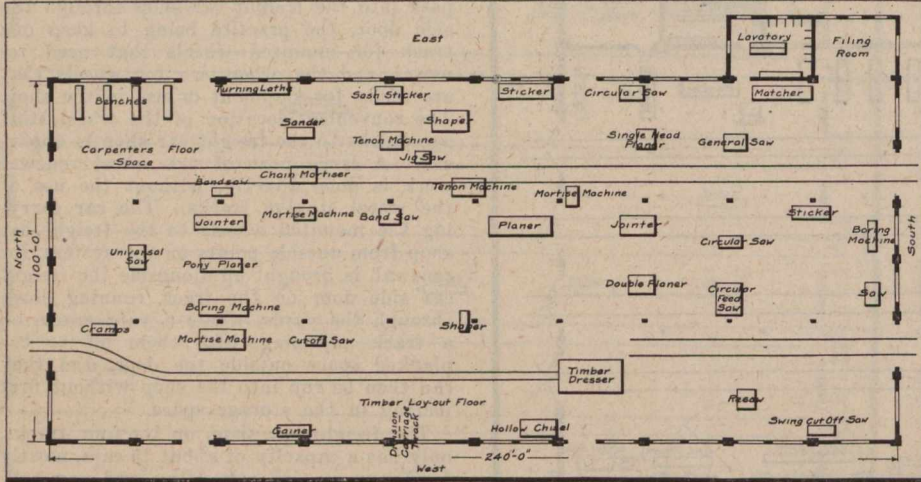 East
Lavatory
Filing
Room
Benches
Turning Lathe
Sash Sticker
Sticker
Circular Saw
Matcher
Sander
Shaper
Carpenters Floor
Space
Tenon Machine
Jig Saw
Single Head
Planer
General Saw
Chain Mortiser
Bandsaw
Tenon Machine
Mortise Machine
North
100'-0"
Jointer
Mortise Machine
Band Saw
Planer
Jointer
Sticker
Boring
Machine
South
Universal
Saw
Pony Planer
Circular Saw
Double Planer
Circular
Feed
Saw
Saw
Boring Machine
Shaper
Cramps
Mortise Machine
Cutoff Saw
Timber
Dresser
Timber Lay-out Floor
Resaw
Gainer
Division
Carriage
Track
Hollow Chisel
Swing Cut Off Saw
240'-0"
West